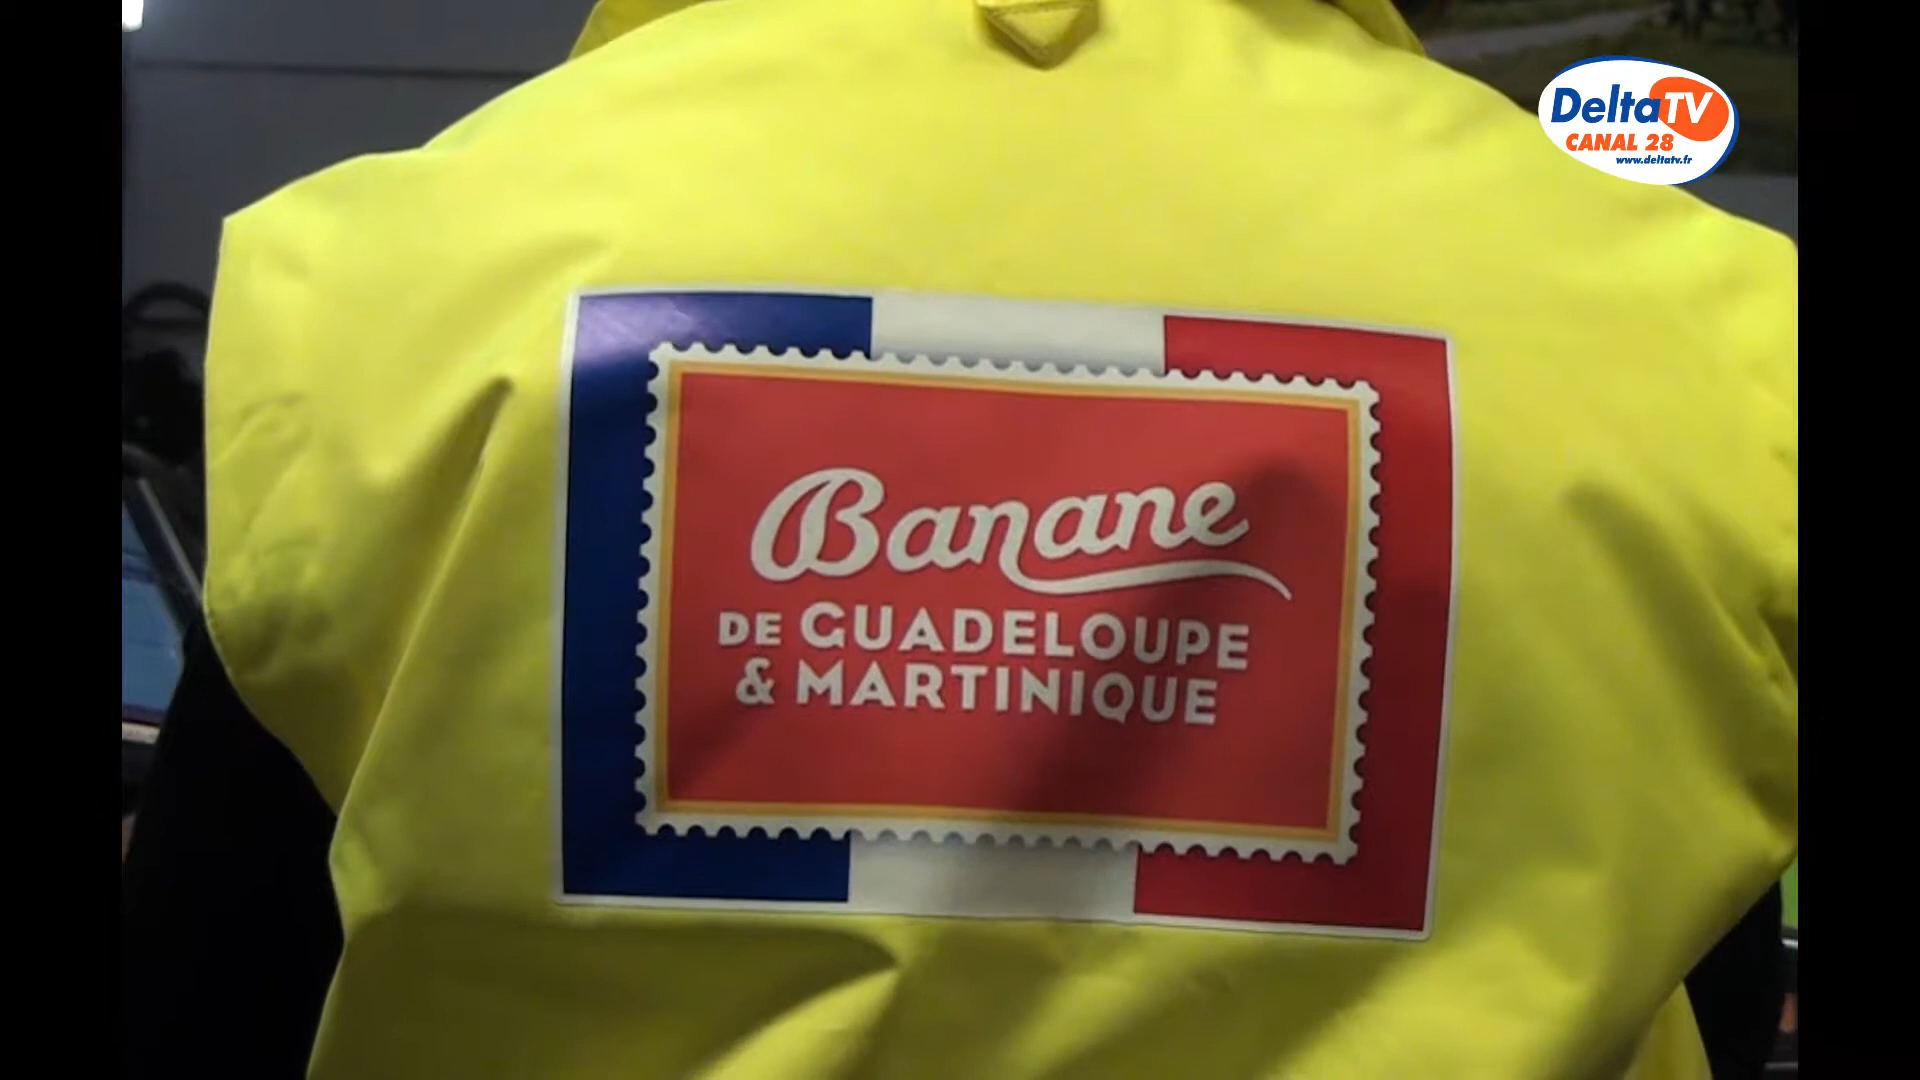 DeltaTV
CANAL 28
www.deltatv.fr
Banane
DE GUADELOUPE
& MARTINIQUE